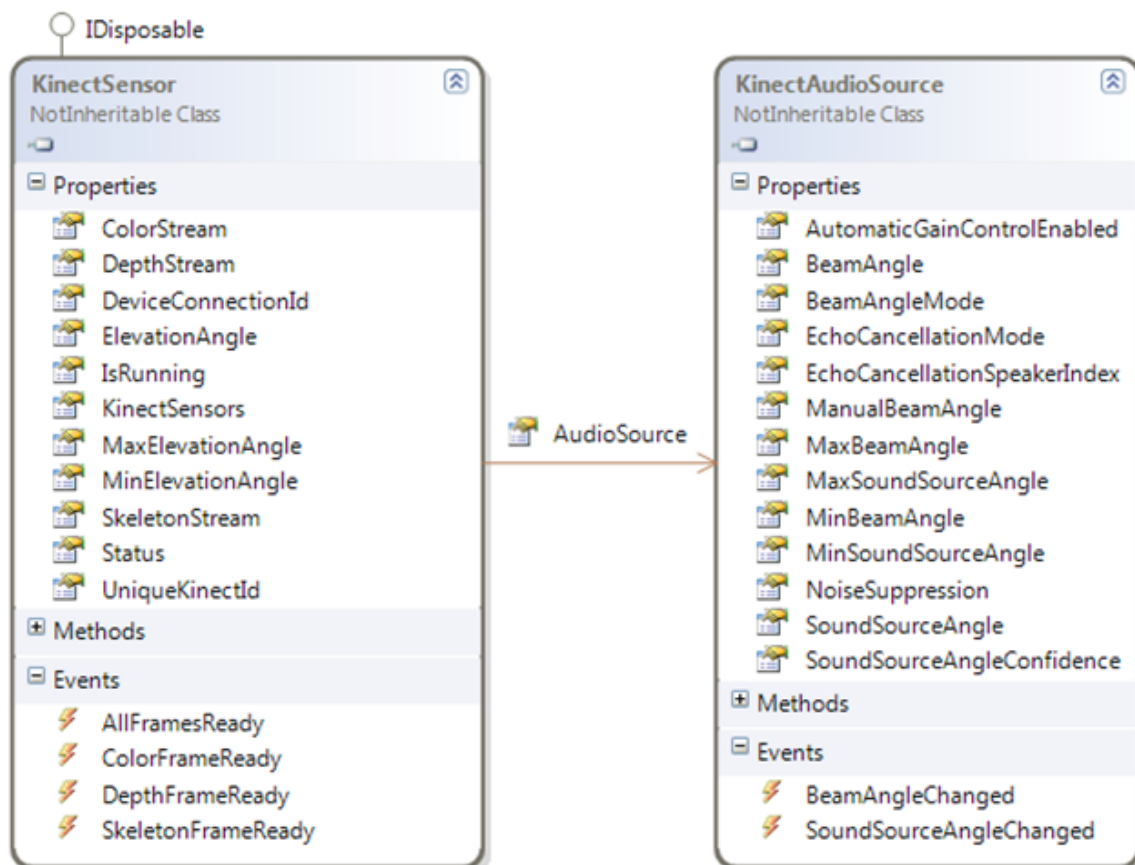 IDisposable
KinectSensor
NotInheritable Class
Properties
ColorStream
DepthStream
DeviceConnectionId
ElevationAngle
IsRunning
KinectSensors
MaxElevationAngle
MinElevationAngle
SkeletonStream
Status
UniqueKinectId
Methods
Events
AllFramesReady
ColorFrameReady
DepthFrameReady
SkeletonFrameReady
AudioSource
KinectAudioSource
NotInheritable Class
Properties
AutomaticGainControlEnabled
BeamAngle
BeamAngleMode
EchoCancellationMode
EchoCancellationSpeakerIndex
ManualBeamAngle
MaxBeamAngle
MaxSoundSourceAngle
MinBeamAngle
MinSoundSourceAngle
NoiseSuppression
SoundSourceAngle
SoundSourceAngleConfidence
Methods
Events
BeamAngleChanged
SoundSourceAngleChanged